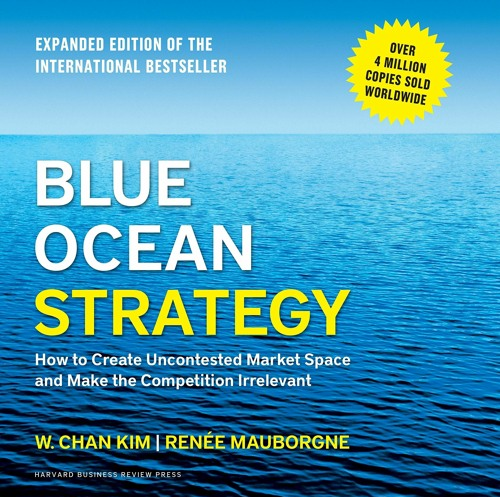 EXPANDED EDITION OF THE
INTERNATIONAL BESTSELLER
OVER
4 MILLION
COPIES SOLD
WORLDWIDE
BLUE
OCEAN
STRATEGY
How to Create Uncontested Market Space
and Make the Competition Irrelevant
W. CHAN KIM | RENÉE MAUBORGNE
HARVARD BUSINESS REVIEW PRESS